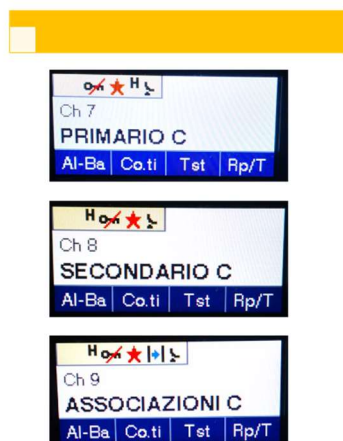 H
Ch 7
PRIMARIO C
Al-Ba Co.ti Tst Rp/T
H
Ch 8
SECONDARIO C
Al-Ba Co.ti Tst Rp/T
H
Ch 9
ASSOCIAZIONI C
Al-Ba Co.ti Tst Rp/T